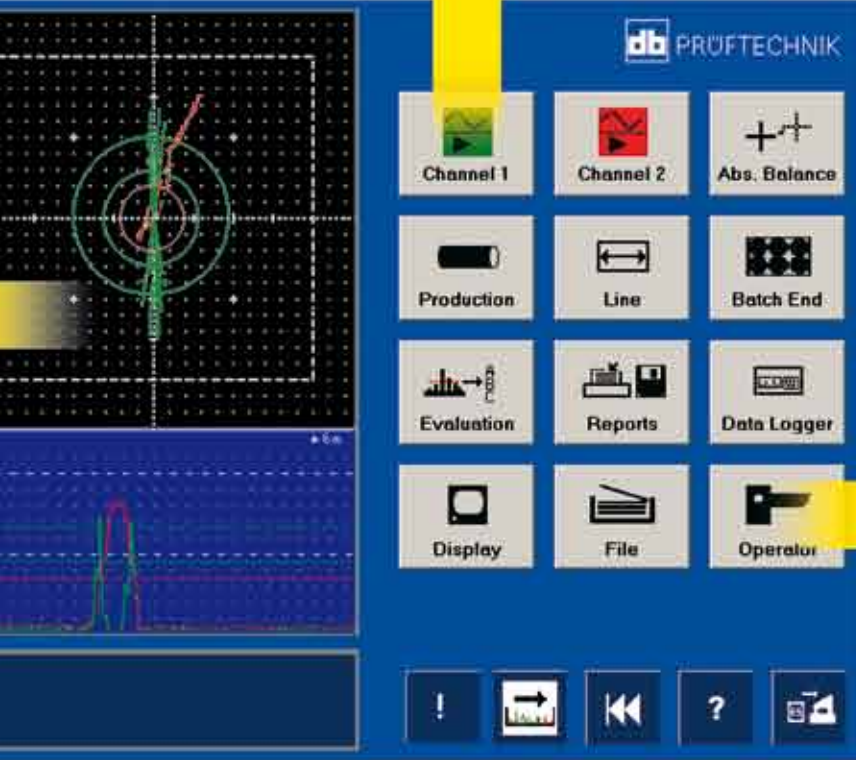 db PRÜFTECHNIK
Channel 1
Channel 2
Abs. Balance
Production
Line
Batch End
Evaluation
A
B
C
Reports
Data Logger
Display
File
Operator
!
?